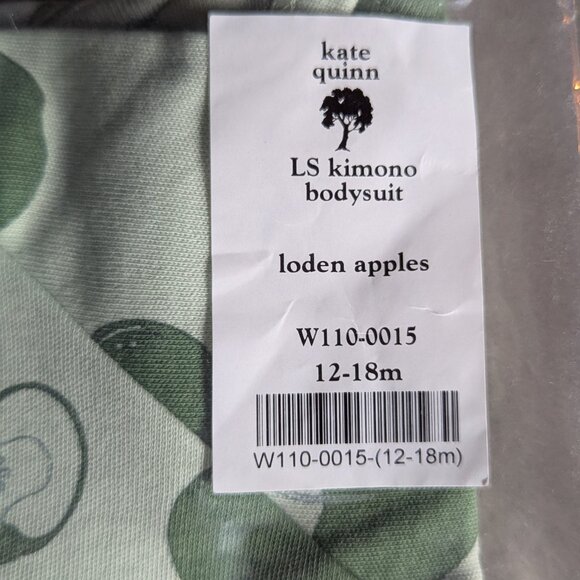 kate
quinn
LS kimono
bodysuit
loden apples
W110-0015
12-18m
W110-0015-(12-18m)